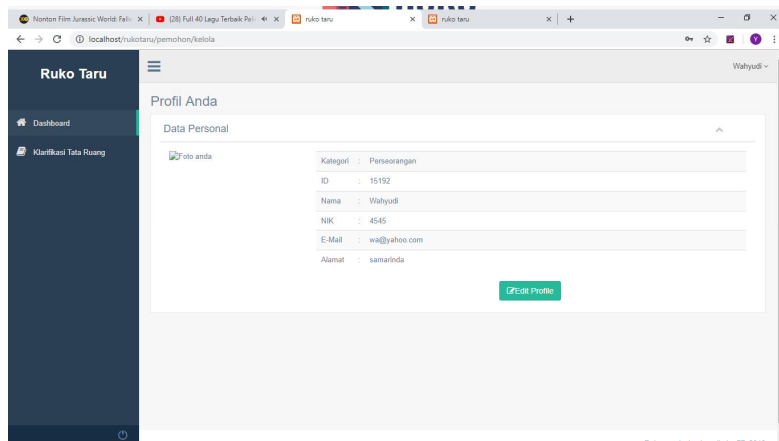 Nonton Film Jurassic World: Falle
(28) Full 40 Lagu Terbaik
ruko taru
ruko taru
localhost/rukotaru/pemohon/kelola
Ruko Taru
Wahyudi
Profil Anda
Dashboard
Data Personal
Klarifikasi Tata Ruang
Foto anda
Kategori : Perseorangan
ID : 15192
Nama : Wahyudi
NIK : 4545
E-Mail : wa@yahoo.com
Alamat : samarinda
Edit Profile